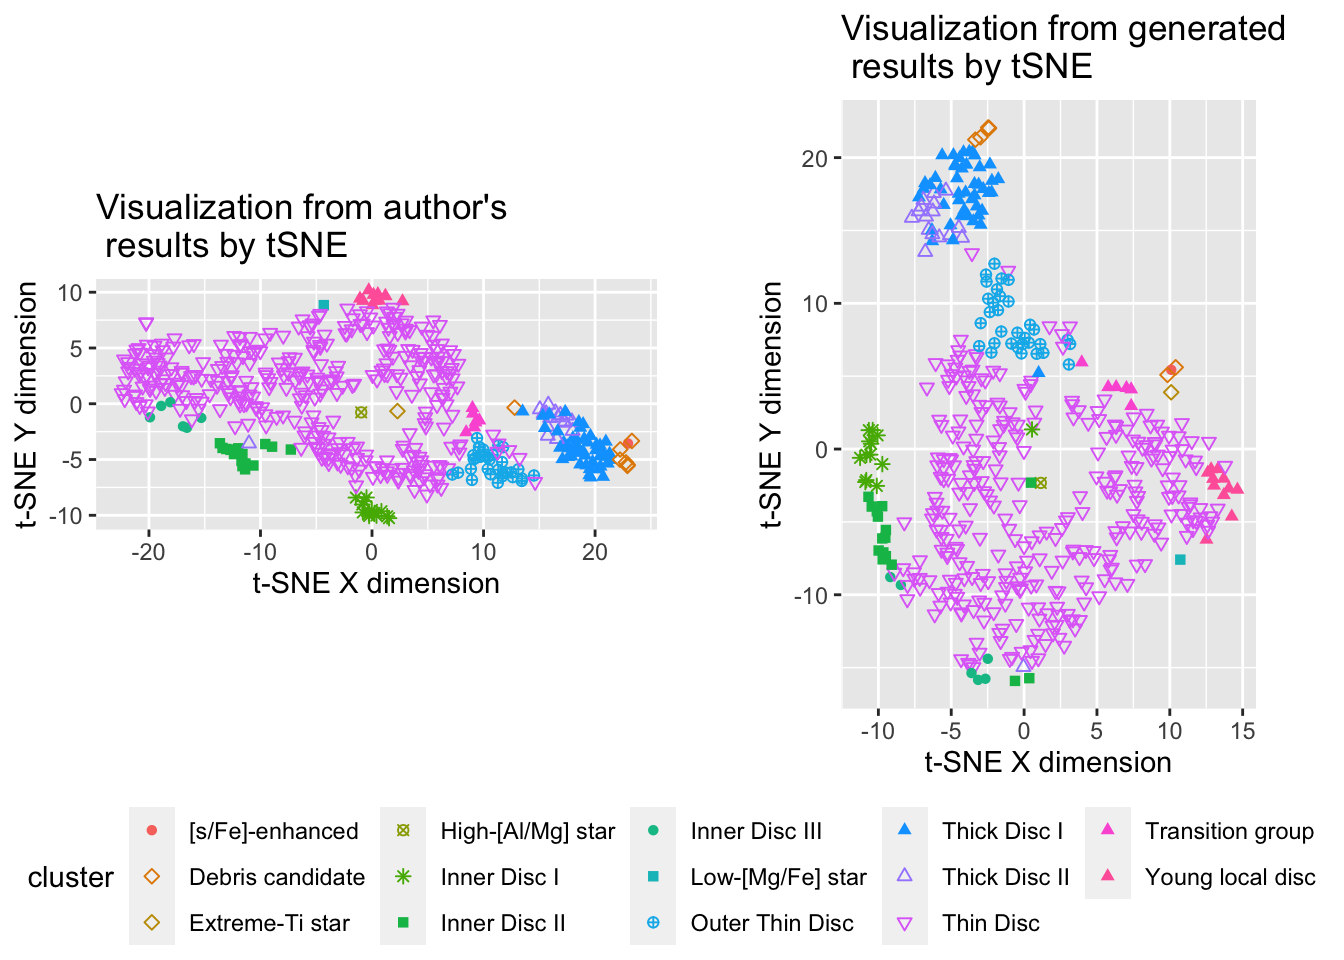 Visualization from author's
results by tSNE
10
5
0
-5
-10
t-SNE Y dimension
-20
-10
0
10
20
t-SNE X dimension
Visualization from generated
results by tSNE
20
10
0
-10
t-SNE Y dimension
-10
-5
0
5
10
15
t-SNE X dimension
cluster
[s/Fe]-enhanced
Debris candidate
Extreme-Ti star
High-[Al/Mg] star
Inner Disc I
Inner Disc II
Inner Disc III
Low-[Mg/Fe] star
Outer Thin Disc
Thick Disc I
Thick Disc II
Thin Disc
Transition group
Young local disc